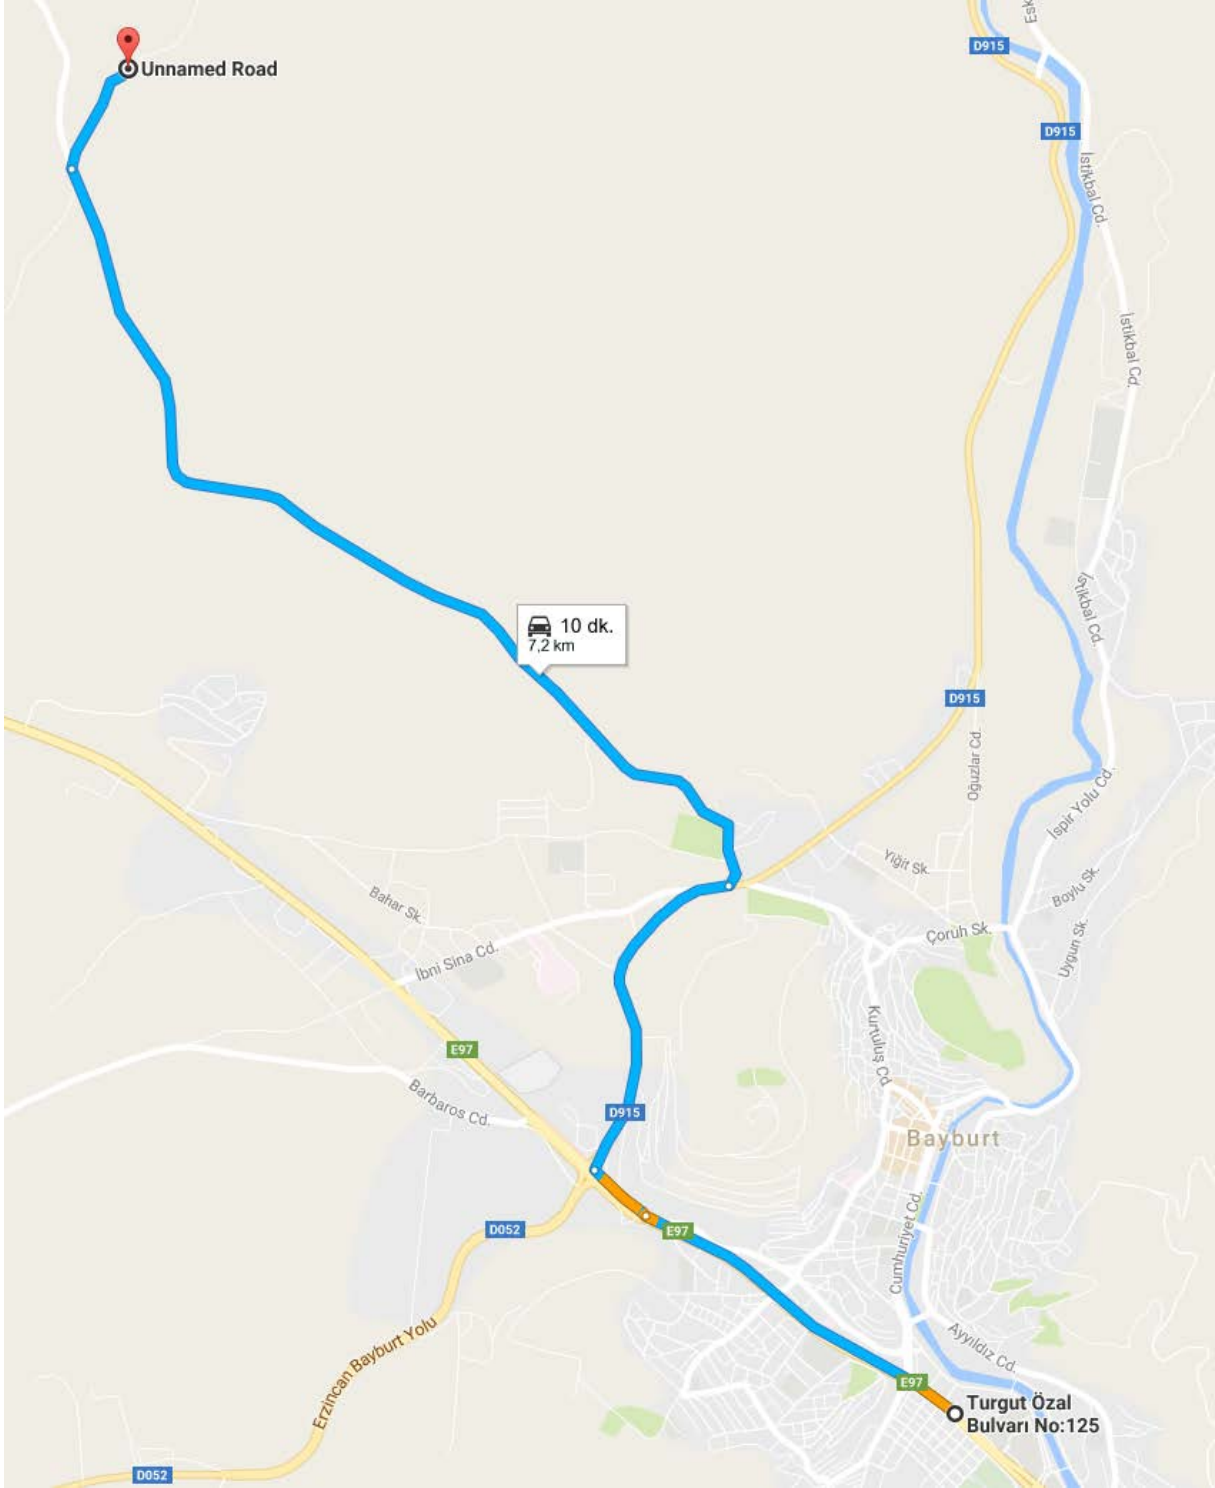 Esk
D915
Unnamed Road
D915
İstikbal Cd.
İstikbal Cd.
İstikbal Cd.
10 dk.
7,2 km
D915
Oğuzlar Cd.
İspir Yolu Cd.
Yiğit Sk.
Boylu Sk.
Bahar Sk.
Çoruh Sk.
Uygun Sk.
İbni Sina Cd.
Kurtuluş Cd
E97
Barbaros Cd.
D915
Bayburt
D052
E97
Cumhuriyet Cd.
Erzincan Bayburt Yolu
Ayyıldız Cd.
E97
Turgut Özal
Bulvarı No:125
D052